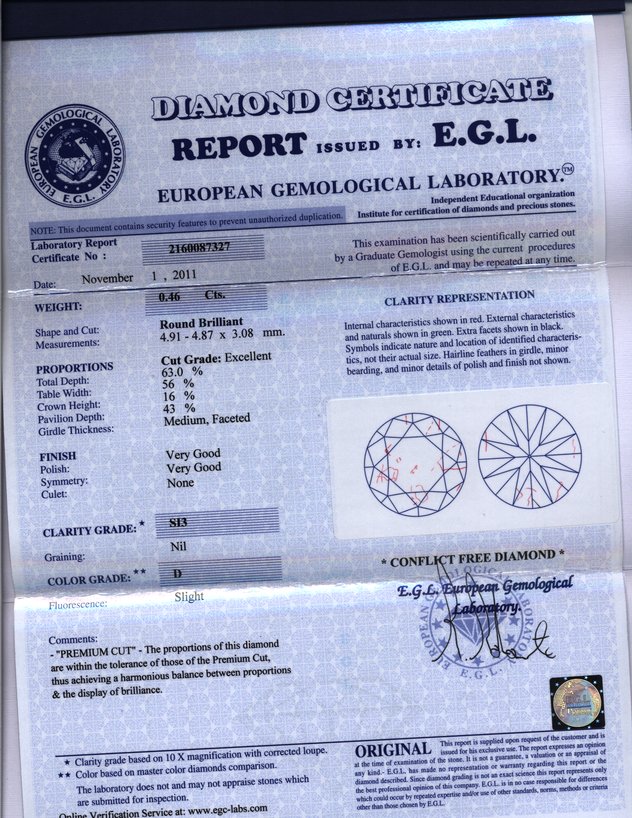 DIAMOND CERTIFICATE
REPORT ISSUED BY: E.G.L.
EUROPEAN GEMOLOGICAL LABORATORY.™
EUROPEAN GEMOLOGICAL LABORATORY
E.G.L.
Independent Educational organization
Institute for certification of diamonds and precious stones.
NOTE: This document contains security features to prevent unauthorized duplication.
Laboratory Report
Certificate No : 2160087327
Date: November 1 , 2011
This examination has been scientifically carried out
by a Graduate Gemologist using the current procedures
of E.G.L. and may be repeated at any time.
WEIGHT: 0.46 Cts.
Shape and Cut: Round Brilliant
Measurements: 4.91 - 4.87 x 3.08 mm.
PROPORTIONS Cut Grade: Excellent
Total Depth: 63.0 %
Table Width: 56 %
Crown Height: 16 %
Pavilion Depth: 43 %
Girdle Thickness: Medium, Faceted
FINISH
Polish: Very Good
Symmetry: Very Good
Culet: None
CLARITY GRADE: * SI3
Graining: Nil
COLOR GRADE: ** D
Fluorescence: Slight
CLARITY REPRESENTATION
Internal characteristics shown in red. External characteristics
and naturals shown in green. Extra facets shown in black.
Symbols indicate nature and location of identified characteris-
tics, not their actual size. Hairline feathers in girdle, minor
bearding, and minor details of polish and finish not shown.
* CONFLICT FREE DIAMOND *
E.G.L. European Gemological
Laboratory.
E.G.L.
Comments:
- "PREMIUM CUT" - The proportions of this diamond
are within the tolerance of those of the Premium Cut,
thus achieving a harmonious balance between proportions
& the display of brilliance.
★ Clarity grade based on 10 X magnification with corrected loupe.
★★ Color based on master color diamonds comparison.
The laboratory does not and may not appraise stones which
are submitted for inspection.
Online Verification Service at: www.egc-labs.com
ORIGINAL This report is supplied upon request of the customer and is
issued for his exclusive use. The report expresses an opinion
at the time of examination of the stone. It is not a guarantee, a valuation or an appraisal of
any kind.- E.G.L. has made no representation or warranty regarding this report or the
diamond described. Since diamond grading is not an exact science this report represents only
the best professional opinion of this company. E.G.L. is in no case responsible for differences
which could occur by repeated expertise and/or use of other standards, norms, methods or criteria
other than those chosen by E.G.L.